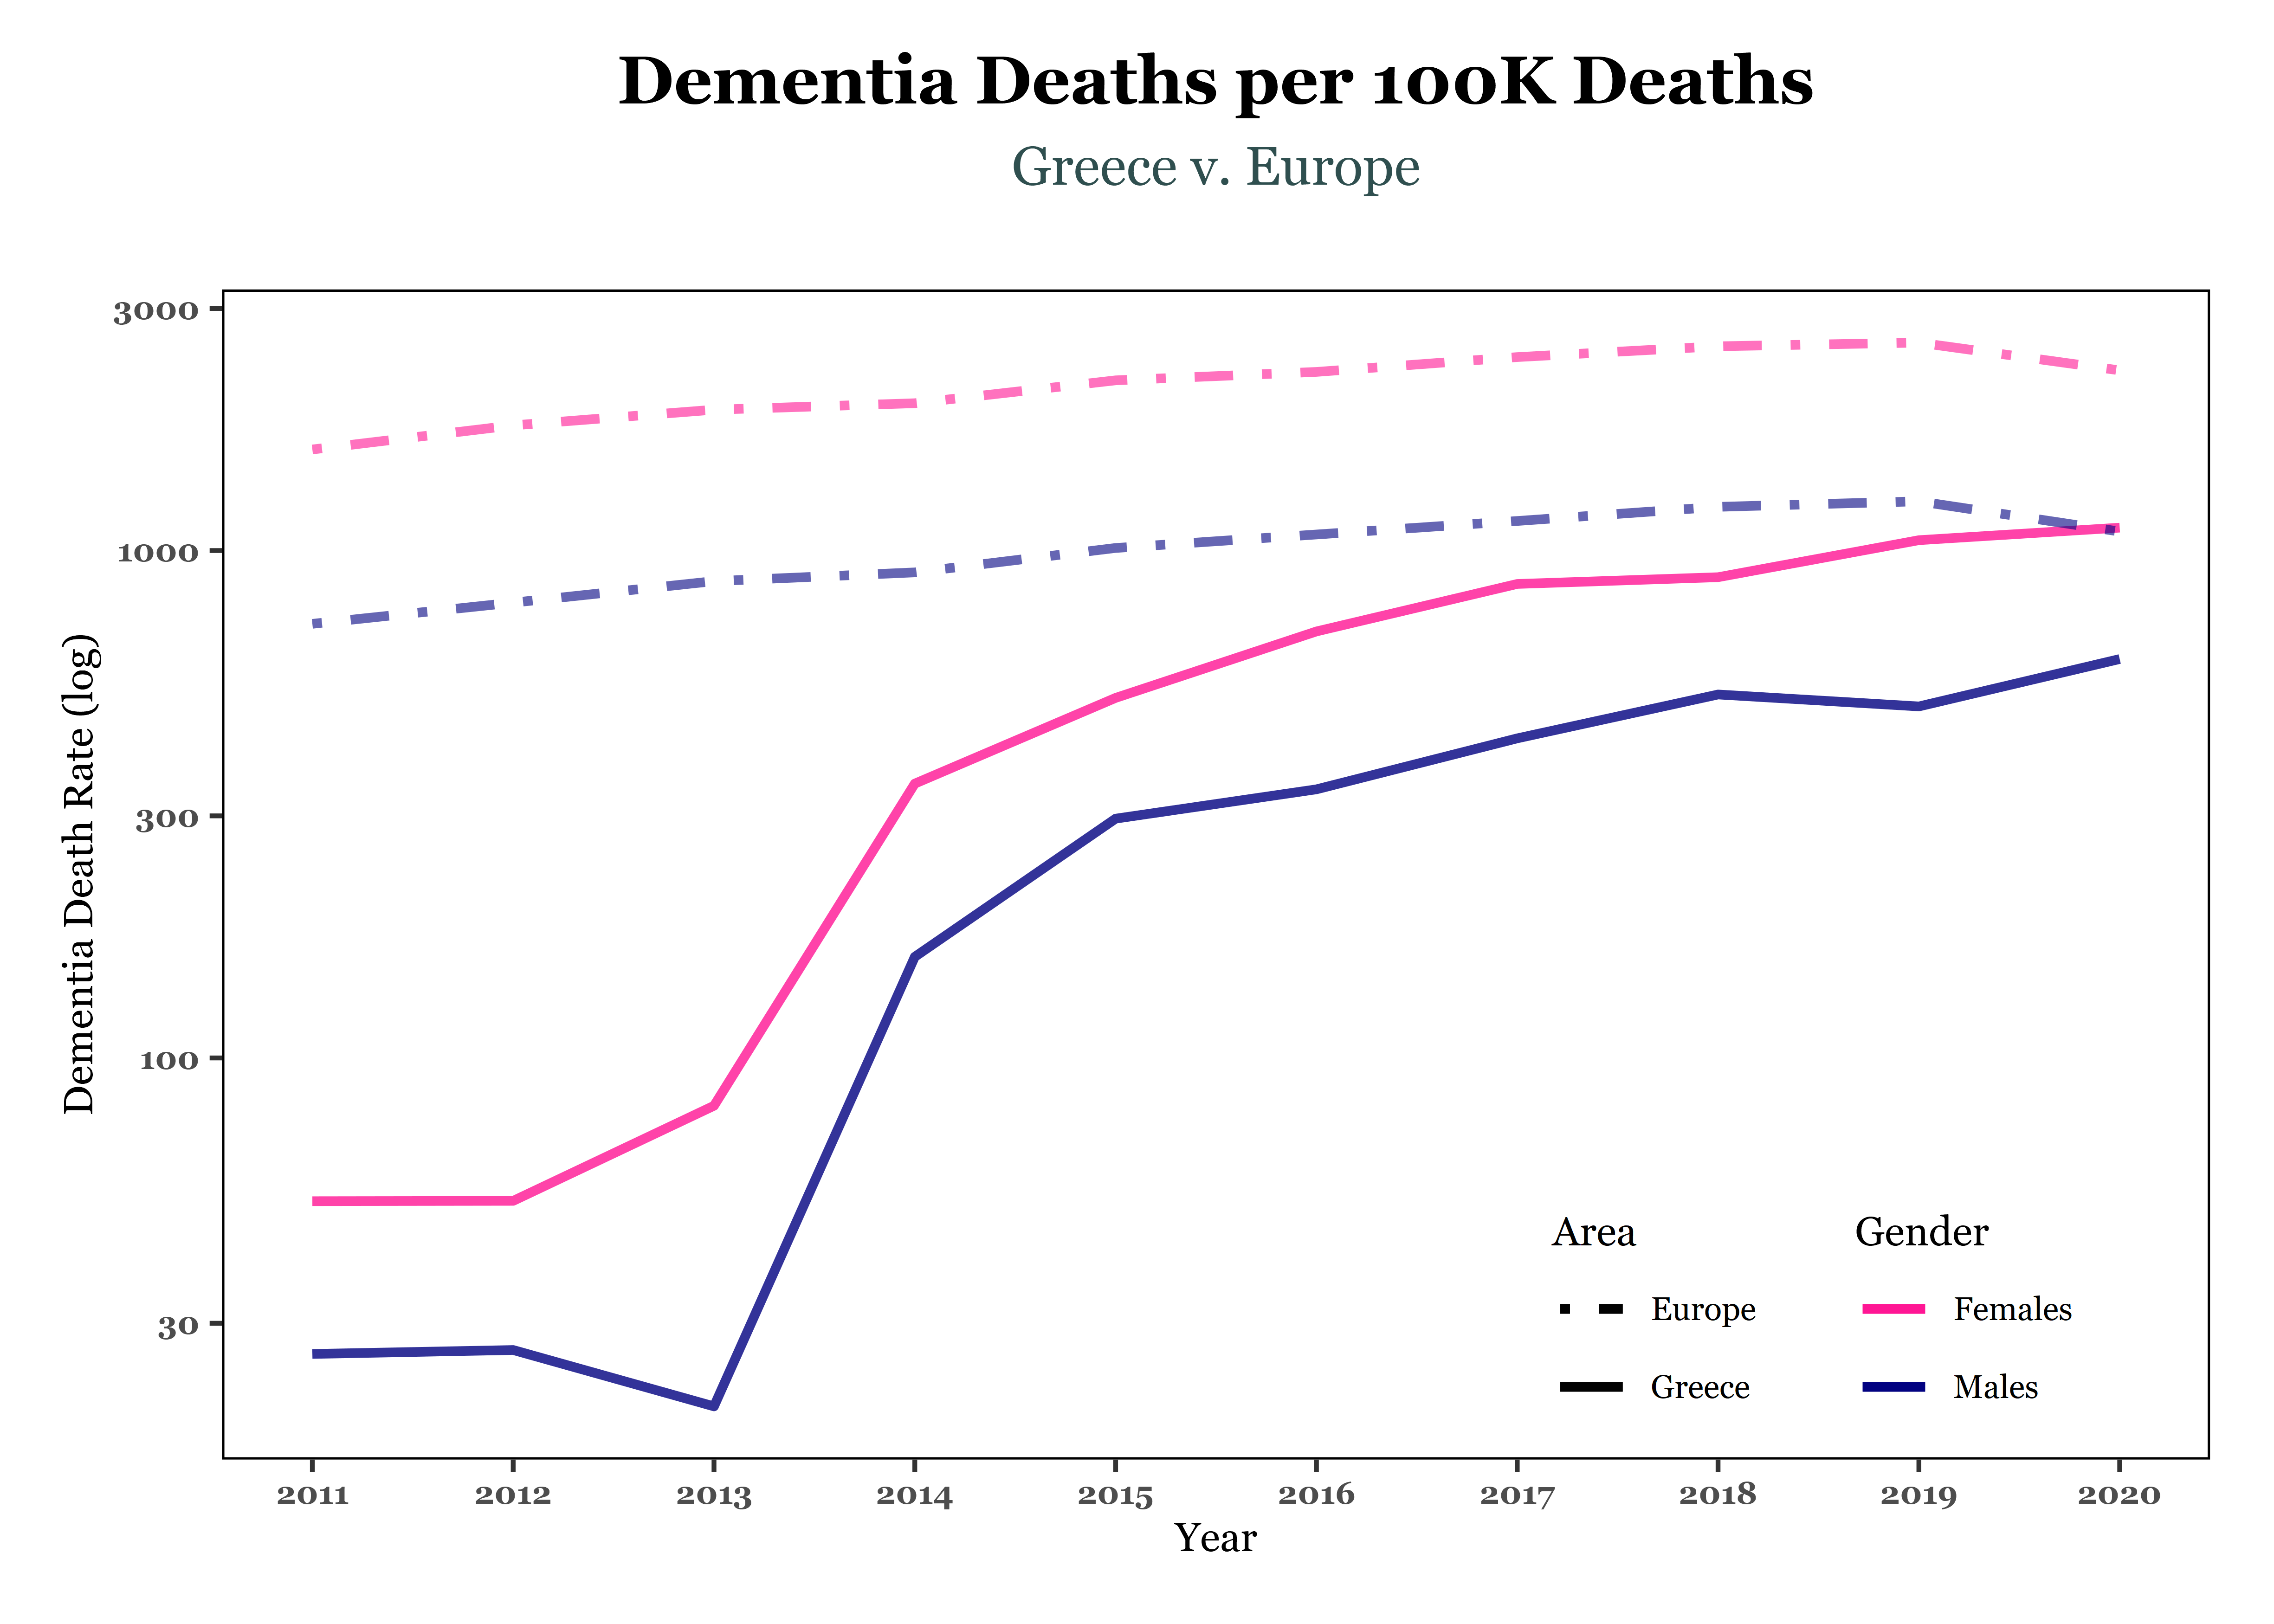 Dementia Deaths per 100K Deaths
Greece v. Europe
Dementia Death Rate (log)
3000
1000
300
100
30
Area
Europe
Greece
Gender
Females
Males
2011 2012 2013 2014 2015 2016 2017 2018 2019 2020
Year